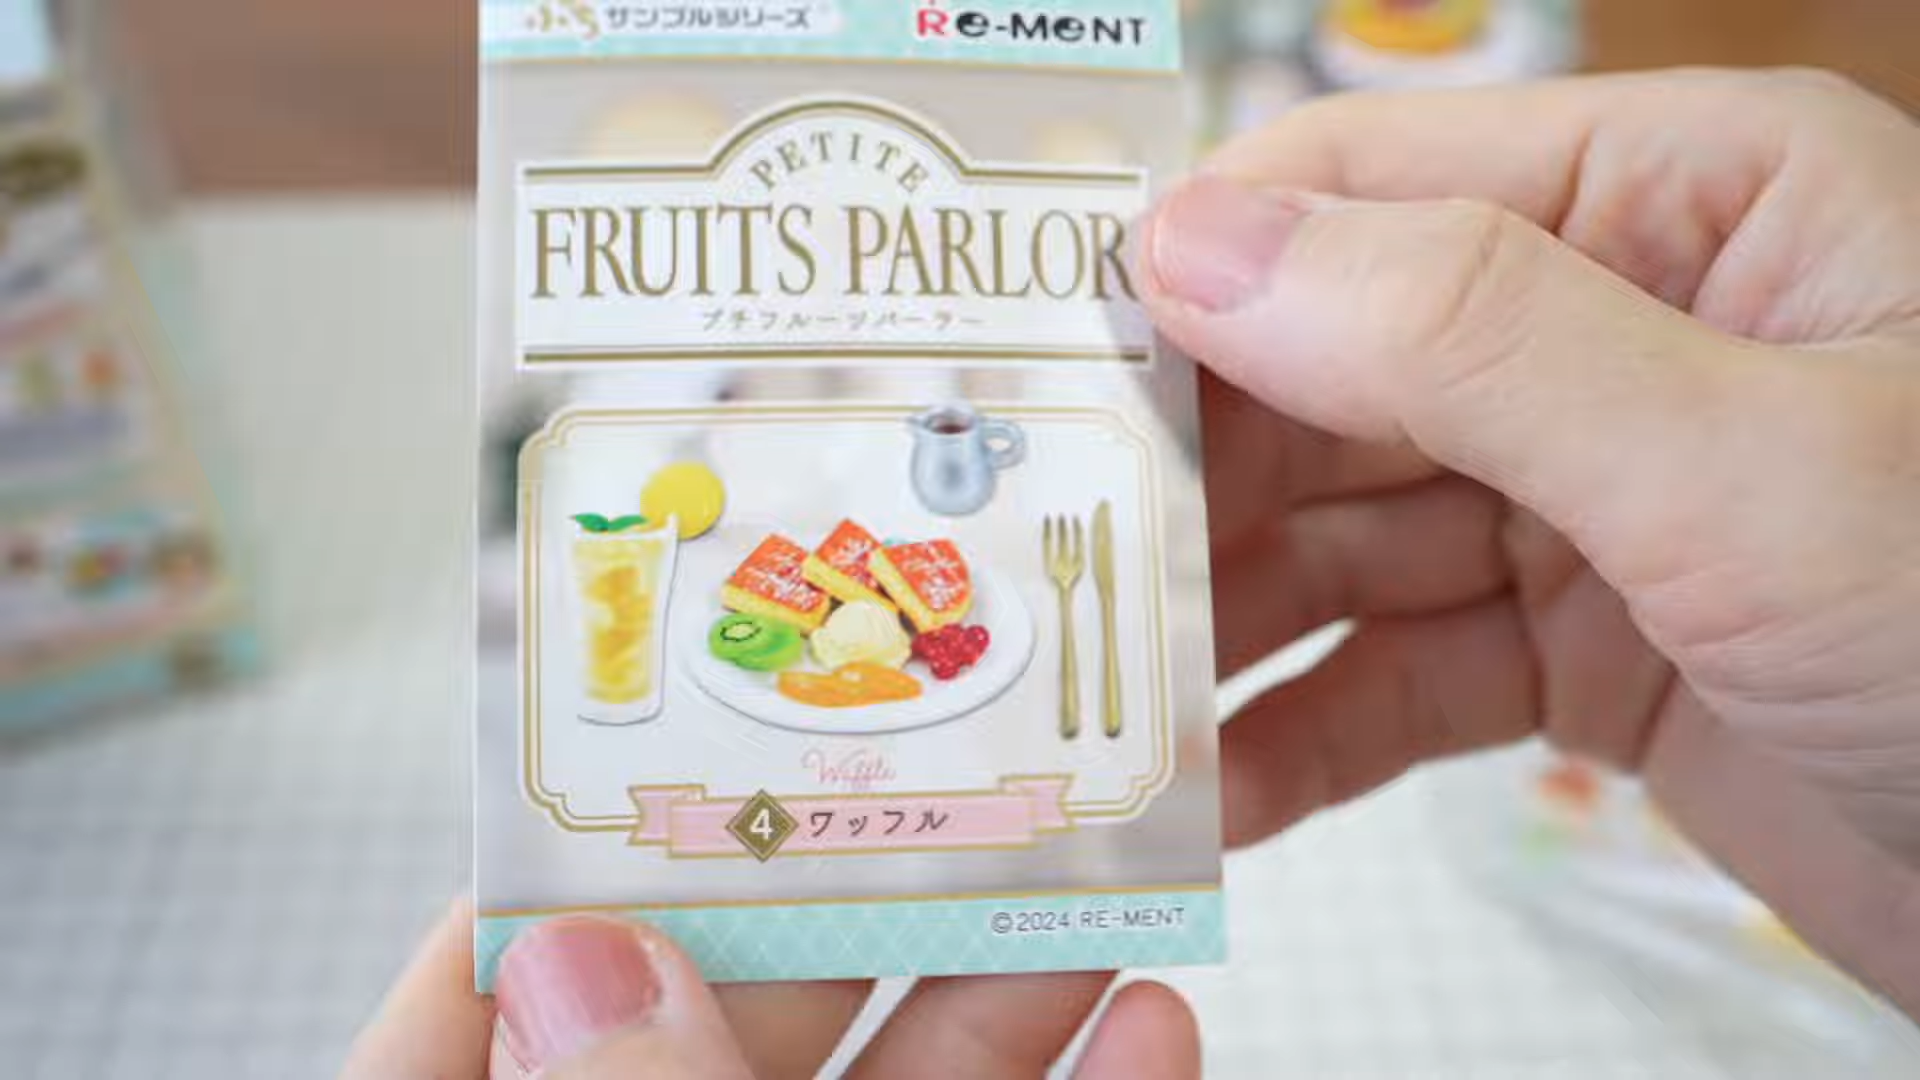 ぷちサンプルシリーズ
RE-MENT
PETITE
FRUITS PARLOR
プチフルーツパーラー
Waffle
4 ワッフル
©2024 RE-MENT